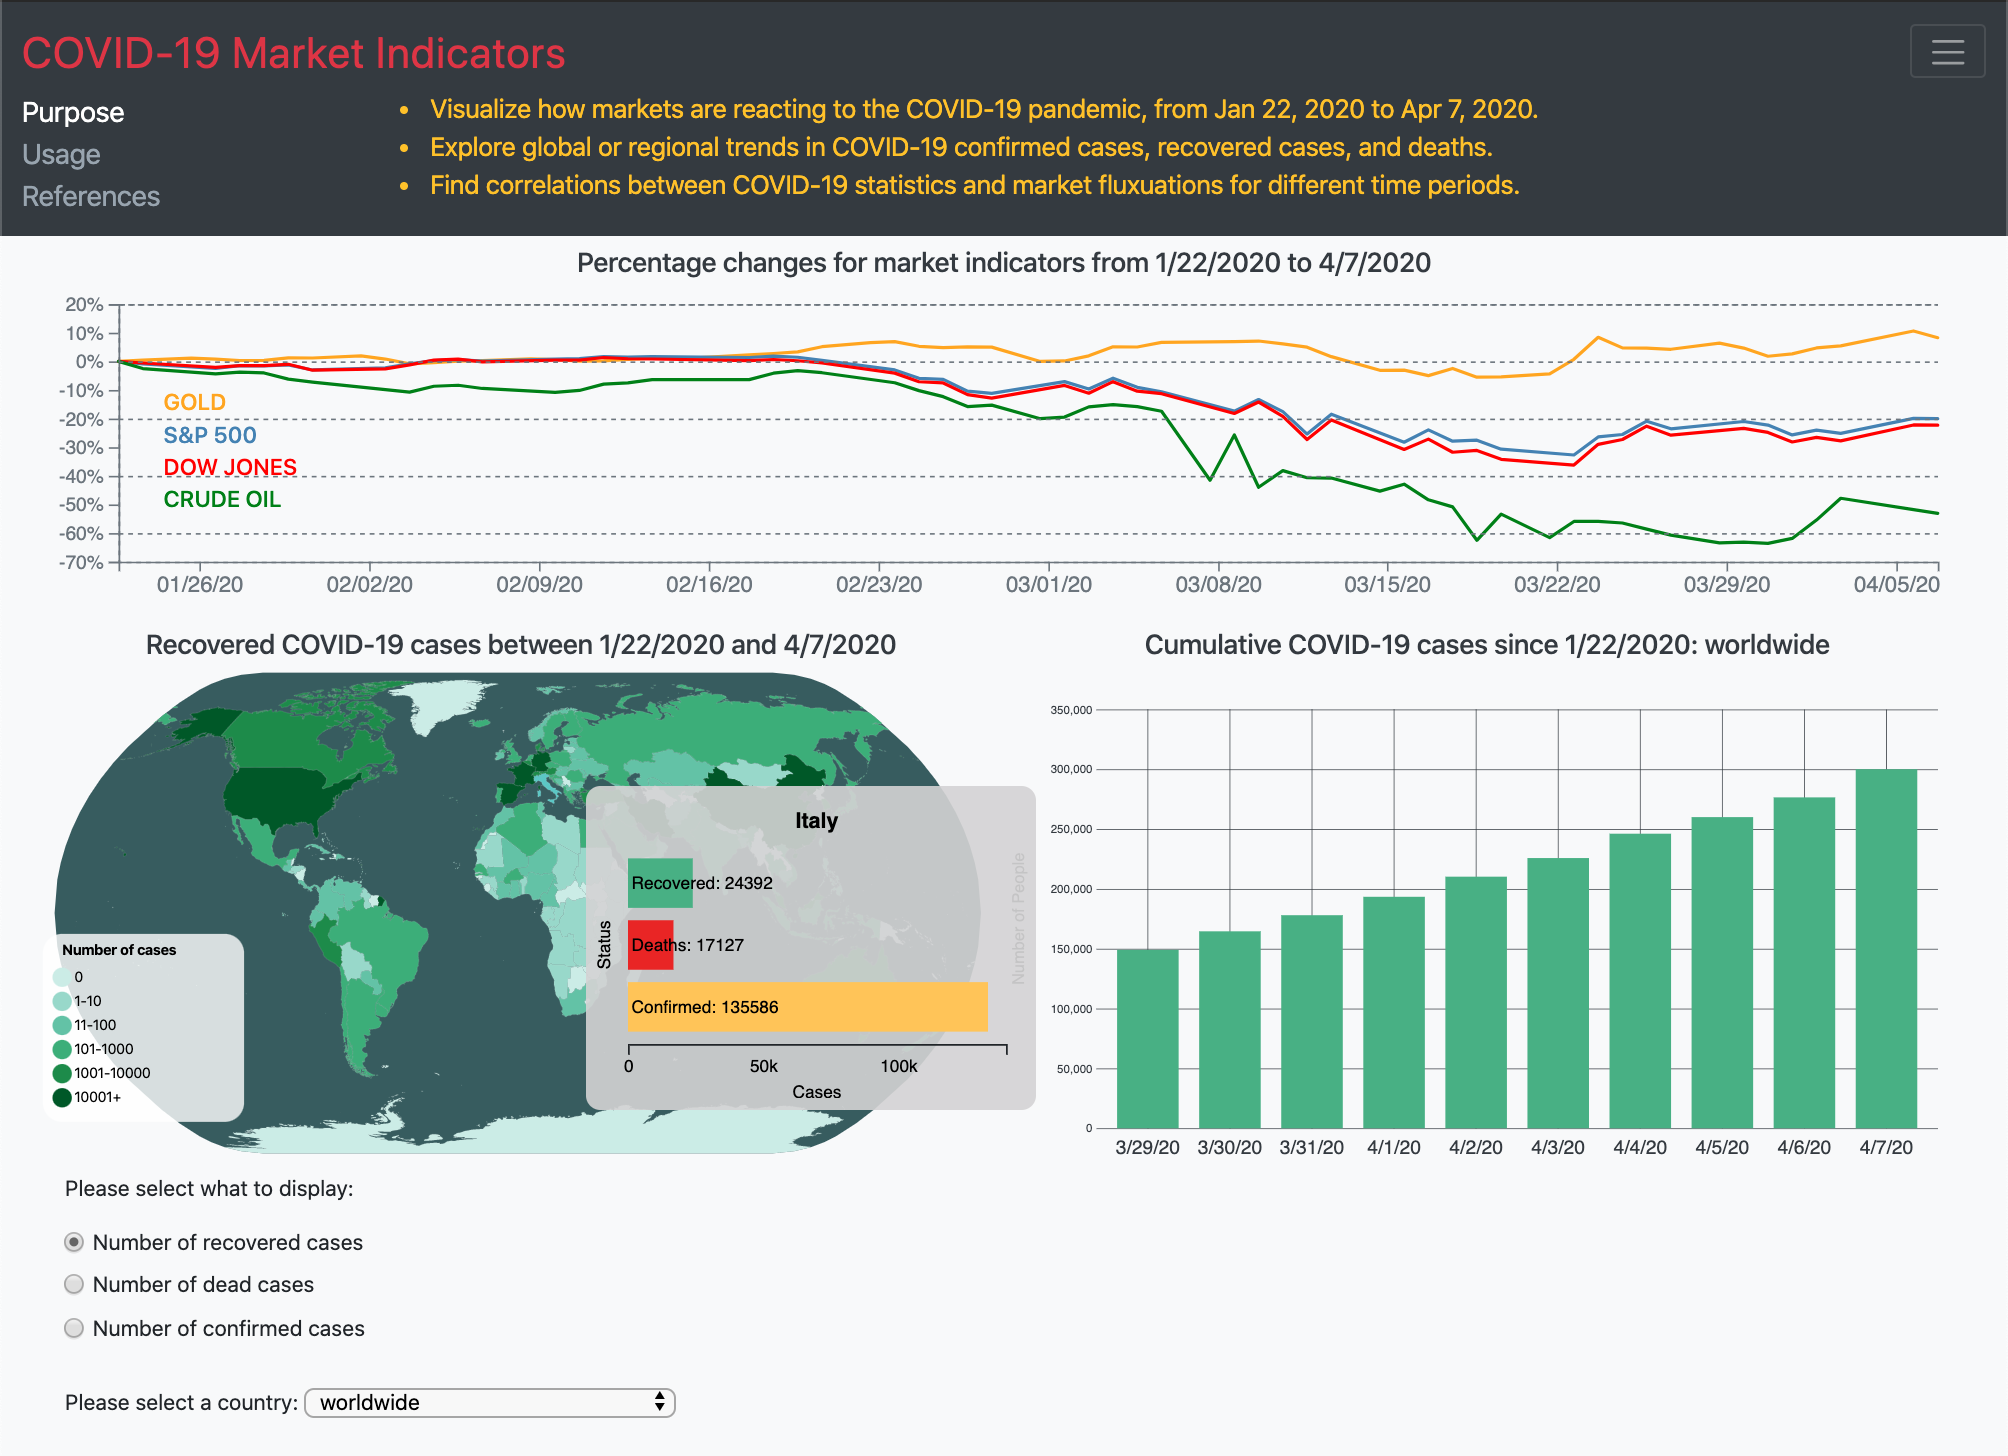 COVID-19 Market Indicators
Purpose
Usage
References
• Visualize how markets are reacting to the COVID-19 pandemic, from Jan 22, 2020 to Apr 7, 2020.
• Explore global or regional trends in COVID-19 confirmed cases, recovered cases, and deaths.
• Find correlations between COVID-19 statistics and market fluxuations for different time periods.
Percentage changes for market indicators from 1/22/2020 to 4/7/2020
20%
10%
0%
-10%
-20%
-30%
-40%
-50%
-60%
-70%
GOLD
S&P 500
DOW JONES
CRUDE OIL
01/26/20 02/02/20 02/09/20 02/16/20 02/23/20 03/01/20 03/08/20 03/15/20 03/22/20 03/29/20 04/05/20
Recovered COVID-19 cases between 1/22/2020 and 4/7/2020
Number of cases
0
1-10
11-100
101-1000
1001-10000
10001+
Italy
Status
Recovered: 24392
Deaths: 17127
Confirmed: 135586
0 50k 100k
Cases
Cumulative COVID-19 cases since 1/22/2020: worldwide
Number of People
350,000
300,000
250,000
200,000
150,000
100,000
50,000
0
3/29/20 3/30/20 3/31/20 4/1/20 4/2/20 4/3/20 4/4/20 4/5/20 4/6/20 4/7/20
Please select what to display:
Number of recovered cases
Number of dead cases
Number of confirmed cases
Please select a country: worldwide